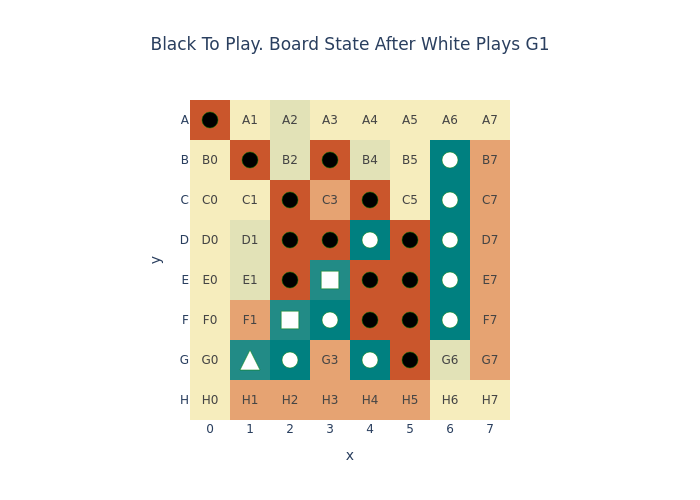 Black To Play. Board State After White Plays G1
A A1 A2 A3 A4 A5 A6 A7
B B0 B2 B4 B5 B7
C C0 C1 C3 C5 C7
D D0 D1 D7
E E0 E1 E7
F F0 F1 F7
G G0 G3 G6 G7
H H0 H1 H2 H3 H4 H5 H6 H7
0 1 2 3 4 5 6 7
x
y